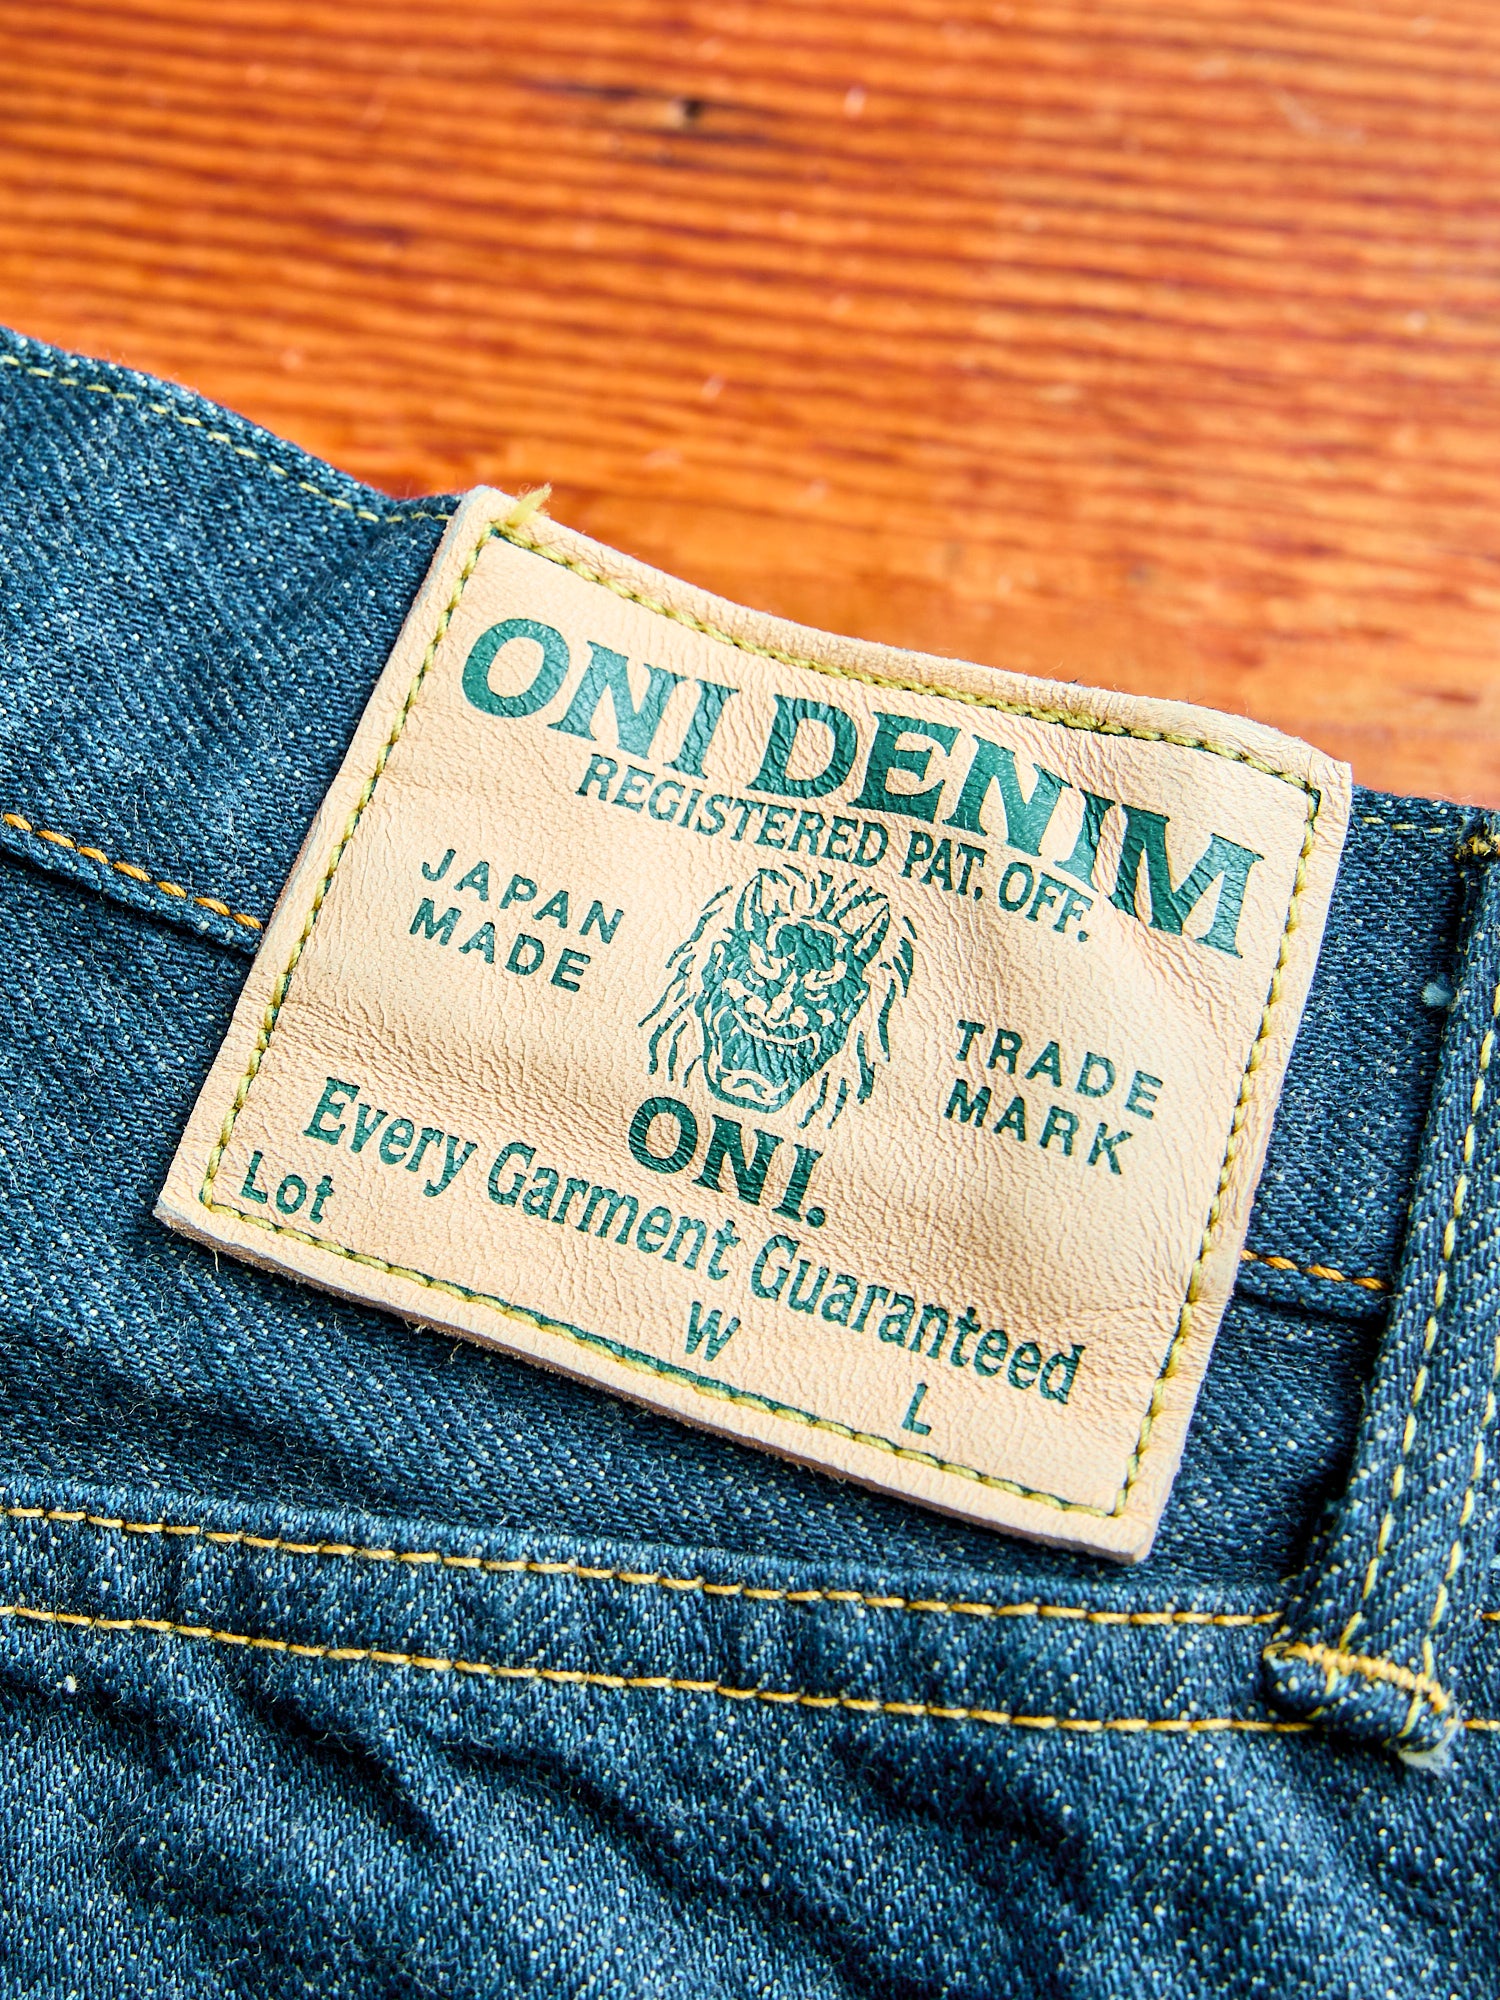 ONI DENIM
REGISTERED PAT. OFF.
JAPAN
MADE
TRADE
MARK
ONI.
Every Garment Guaranteed
Lot W L